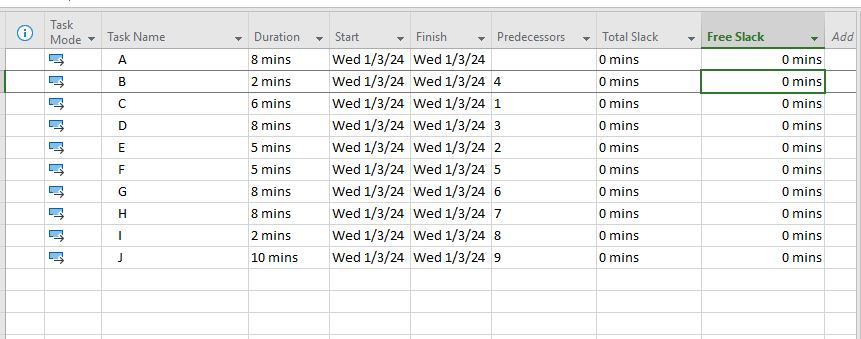 Task Mode Task Name Duration Start Finish Predecessors Total Slack Free Slack Add
A 8 mins Wed 1/3/24 Wed 1/3/24 0 mins 0 mins
B 2 mins Wed 1/3/24 Wed 1/3/24 4 0 mins 0 mins
C 6 mins Wed 1/3/24 Wed 1/3/24 1 0 mins 0 mins
D 8 mins Wed 1/3/24 Wed 1/3/24 3 0 mins 0 mins
E 5 mins Wed 1/3/24 Wed 1/3/24 2 0 mins 0 mins
F 5 mins Wed 1/3/24 Wed 1/3/24 5 0 mins 0 mins
G 8 mins Wed 1/3/24 Wed 1/3/24 6 0 mins 0 mins
H 8 mins Wed 1/3/24 Wed 1/3/24 7 0 mins 0 mins
I 2 mins Wed 1/3/24 Wed 1/3/24 8 0 mins 0 mins
J 10 mins Wed 1/3/24 Wed 1/3/24 9 0 mins 0 mins